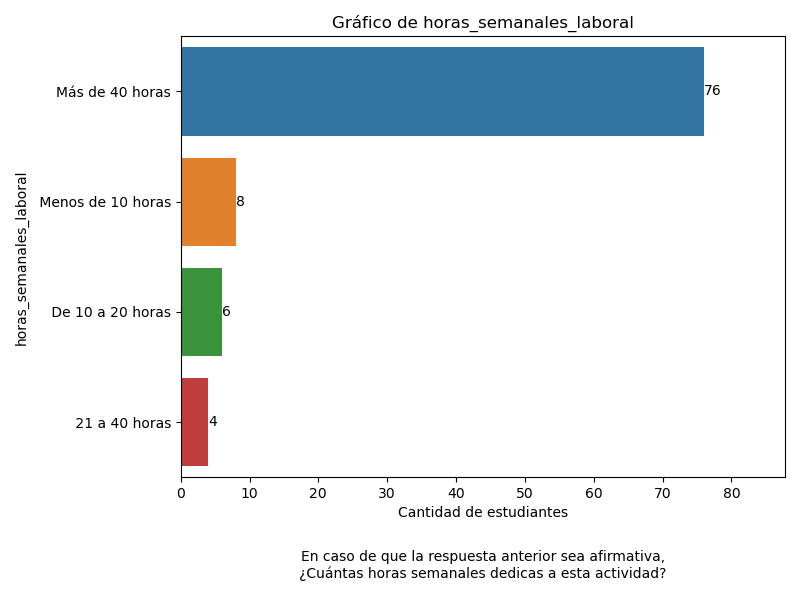 Gráfico de horas_semanales_laboral
horas_semanales_laboral
Más de 40 horas
76
Menos de 10 horas
8
De 10 a 20 horas
6
21 a 40 horas
4
0 10 20 30 40 50 60 70 80
Cantidad de estudiantes
En caso de que la respuesta anterior sea afirmativa,
¿Cuántas horas semanales dedicas a esta actividad?